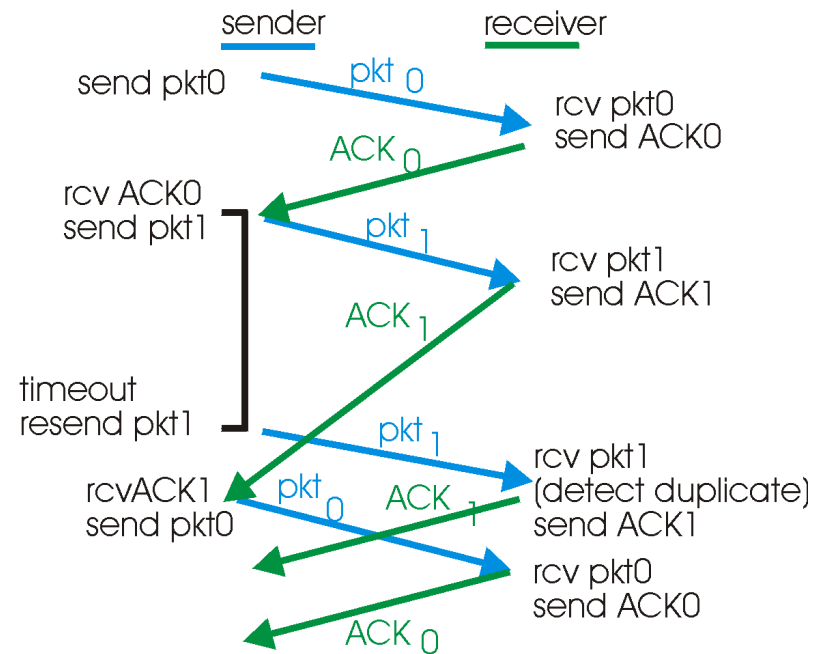 sender
receiver
send pkt0
pkt 0
rcv pkt0
send ACK0
ACK 0
rcv ACK0
send pkt1
pkt 1
rcv pkt1
send ACK1
ACK 1
timeout
resend pkt1
pkt 1
rcv pkt1
(detect duplicate)
send ACK1
rcvACK1
send pkt0
pkt 0
ACK 1
rcv pkt0
send ACK0
ACK 0